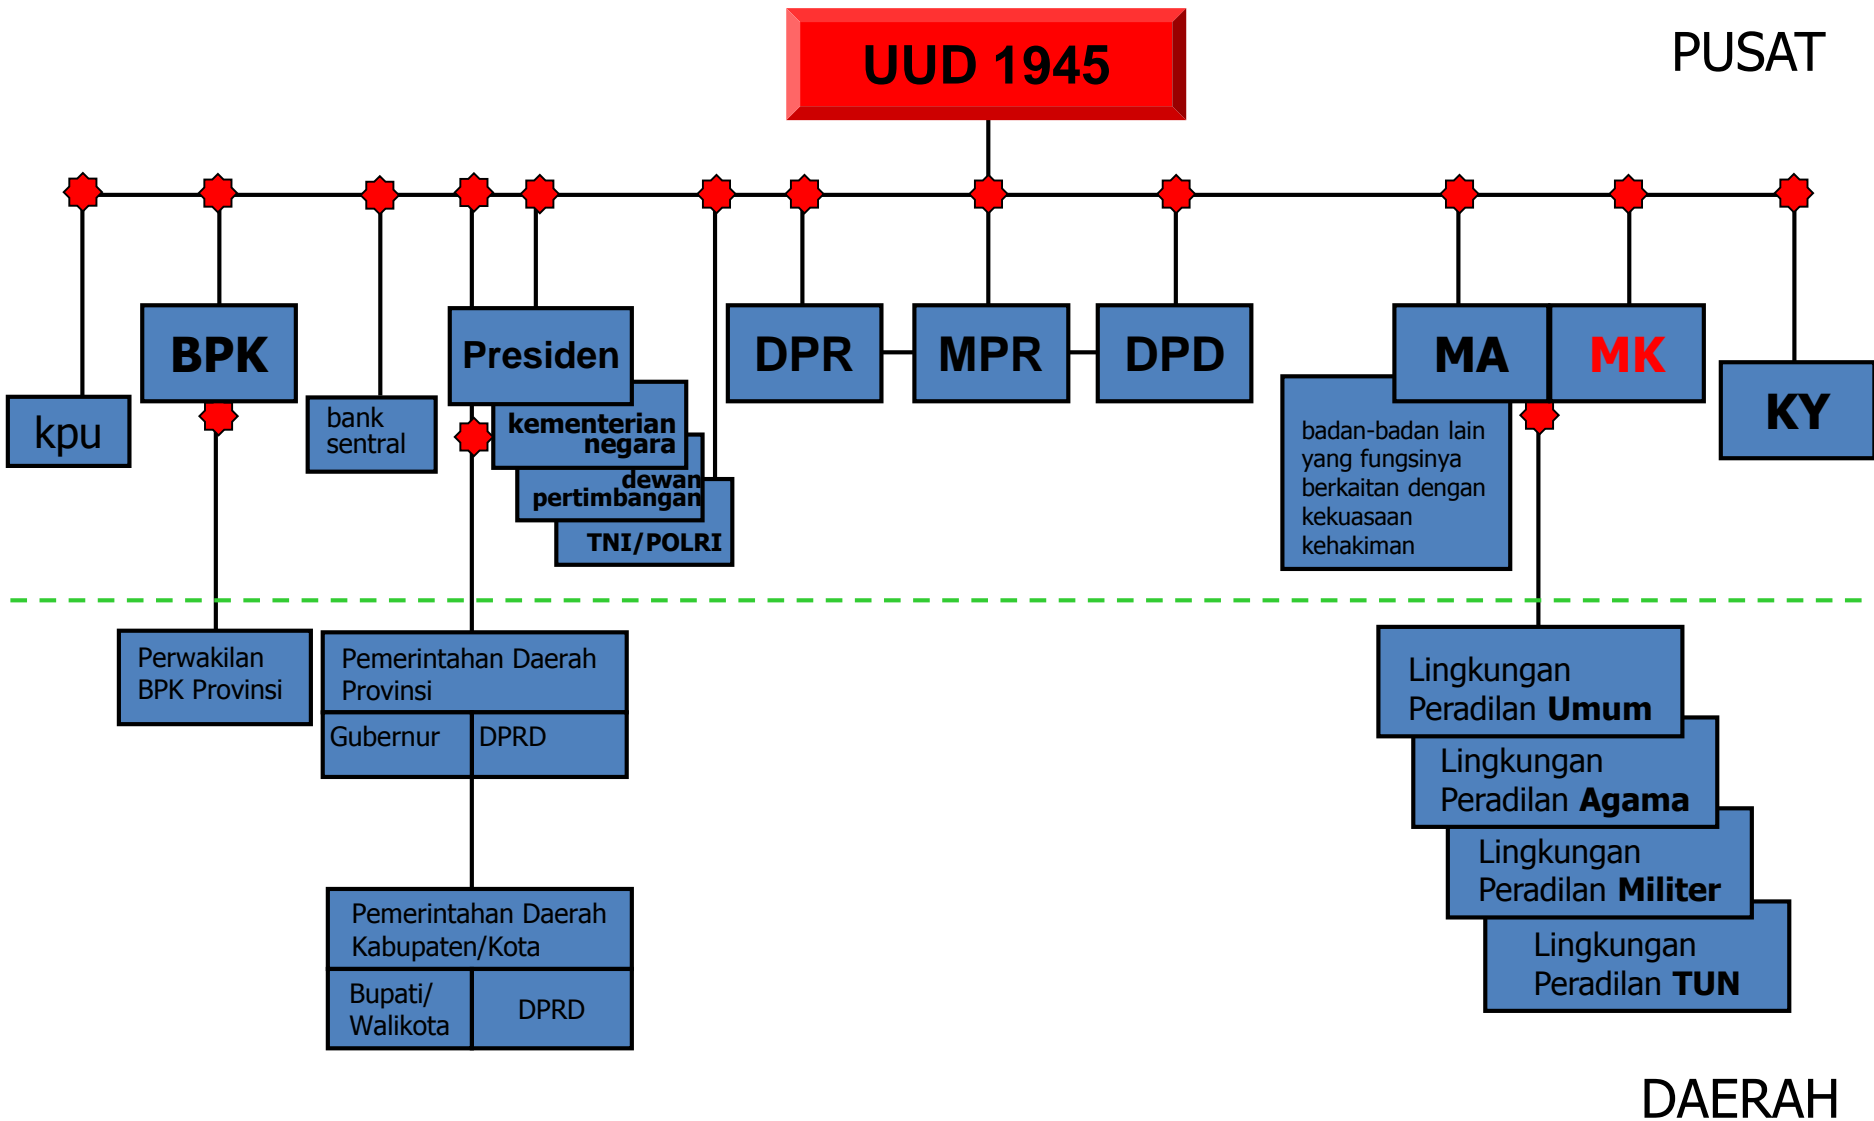 UUD 1945
PUSAT
kpu
BPK
bank
sentral
Presiden
kementerian
negara
dewan
pertimbangan
TNI/POLRI
DPR
MPR
DPD
MA
MK
KY
badan-badan lain
yang fungsinya
berkaitan dengan
kekuasaan
kehakiman
Perwakilan
BPK Provinsi
Pemerintahan Daerah
Provinsi
Gubernur
DPRD
Pemerintahan Daerah
Kabupaten/Kota
Bupati/
Walikota
DPRD
Lingkungan
Peradilan Umum
Lingkungan
Peradilan Agama
Lingkungan
Peradilan Militer
Lingkungan
Peradilan TUN
DAERAH